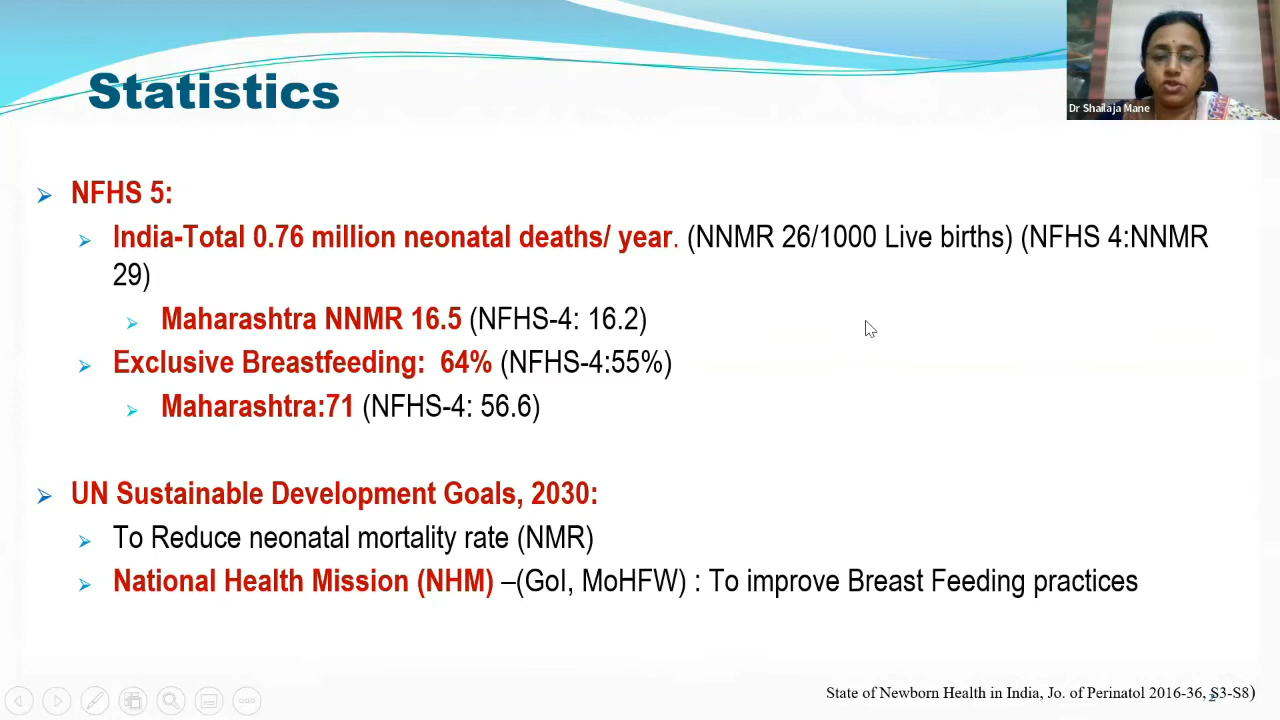 Statistics
Dr Shailaja Mane
NFHS 5:
India-Total 0.76 million neonatal deaths/ year. (NNMR 26/1000 Live births) (NFHS 4:NNMR
29)
Maharashtra NNMR 16.5 (NFHS-4: 16.2)
Exclusive Breastfeeding: 64% (NFHS-4:55%)
Maharashtra:71 (NFHS-4: 56.6)
UN Sustainable Development Goals, 2030:
To Reduce neonatal mortality rate (NMR)
National Health Mission (NHM) –(GoI, MoHFW) : To improve Breast Feeding practices
State of Newborn Health in India, Jo. of Perinatol 2016-36, S3-S8)
2